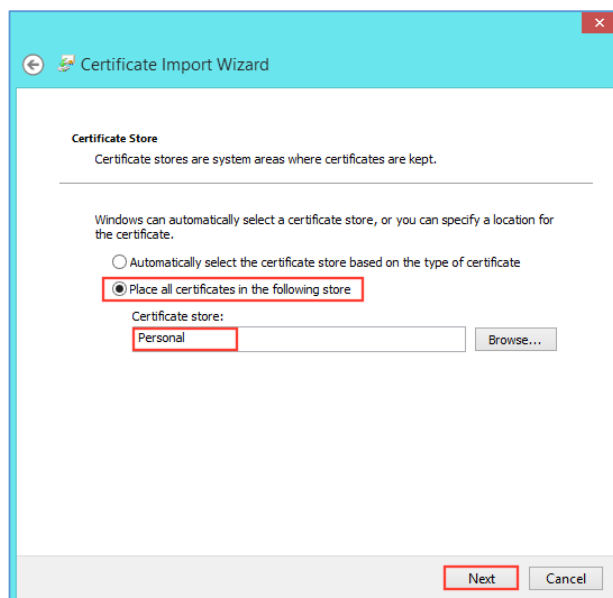 Certificate Import Wizard
Certificate Store
Certificate stores are system areas where certificates are kept.
Windows can automatically select a certificate store, or you can specify a location for
the certificate.
Automatically select the certificate store based on the type of certificate
Place all certificates in the following store
Certificate store:
Personal
Browse...
Next
Cancel